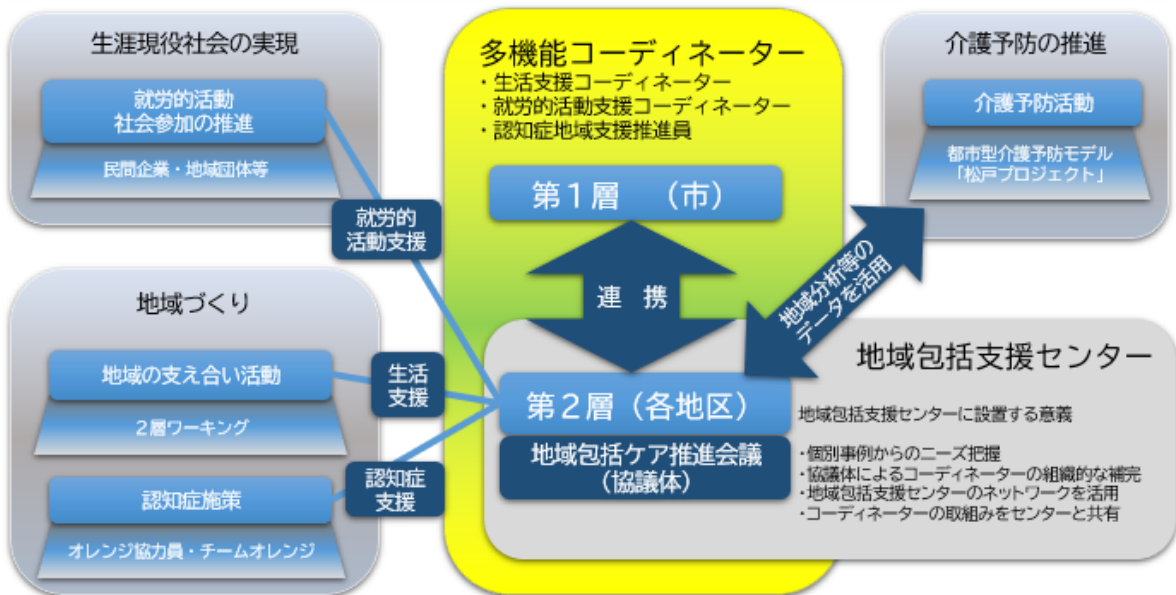 生涯現役社会の実現
就労的活動
社会参加の推進
民間企業・地域団体等
就労的
活動支援
地域づくり
地域の支え合い活動
2層ワーキング
生活
支援
認知症施策
オレンジ協力員・チームオレンジ
認知症
支援
多機能コーディネーター
・生活支援コーディネーター
・就労的活動支援コーディネーター
・認知症地域支援推進員
第1層 (市)
連携
第2層(各地区)
地域包括ケア推進会議
(協議体)
介護予防の推進
介護予防活動
都市型介護予防モデル
「松戸プロジェクト」
地域分析等の
データを活用
地域包括支援センター
地域包括支援センターに設置する意義
・個別事例からのニーズ把握
・協議体によるコーディネーターの組織的な補完
・地域包括支援センターのネットワークを活用
・コーディネーターの取組みをセンターと共有